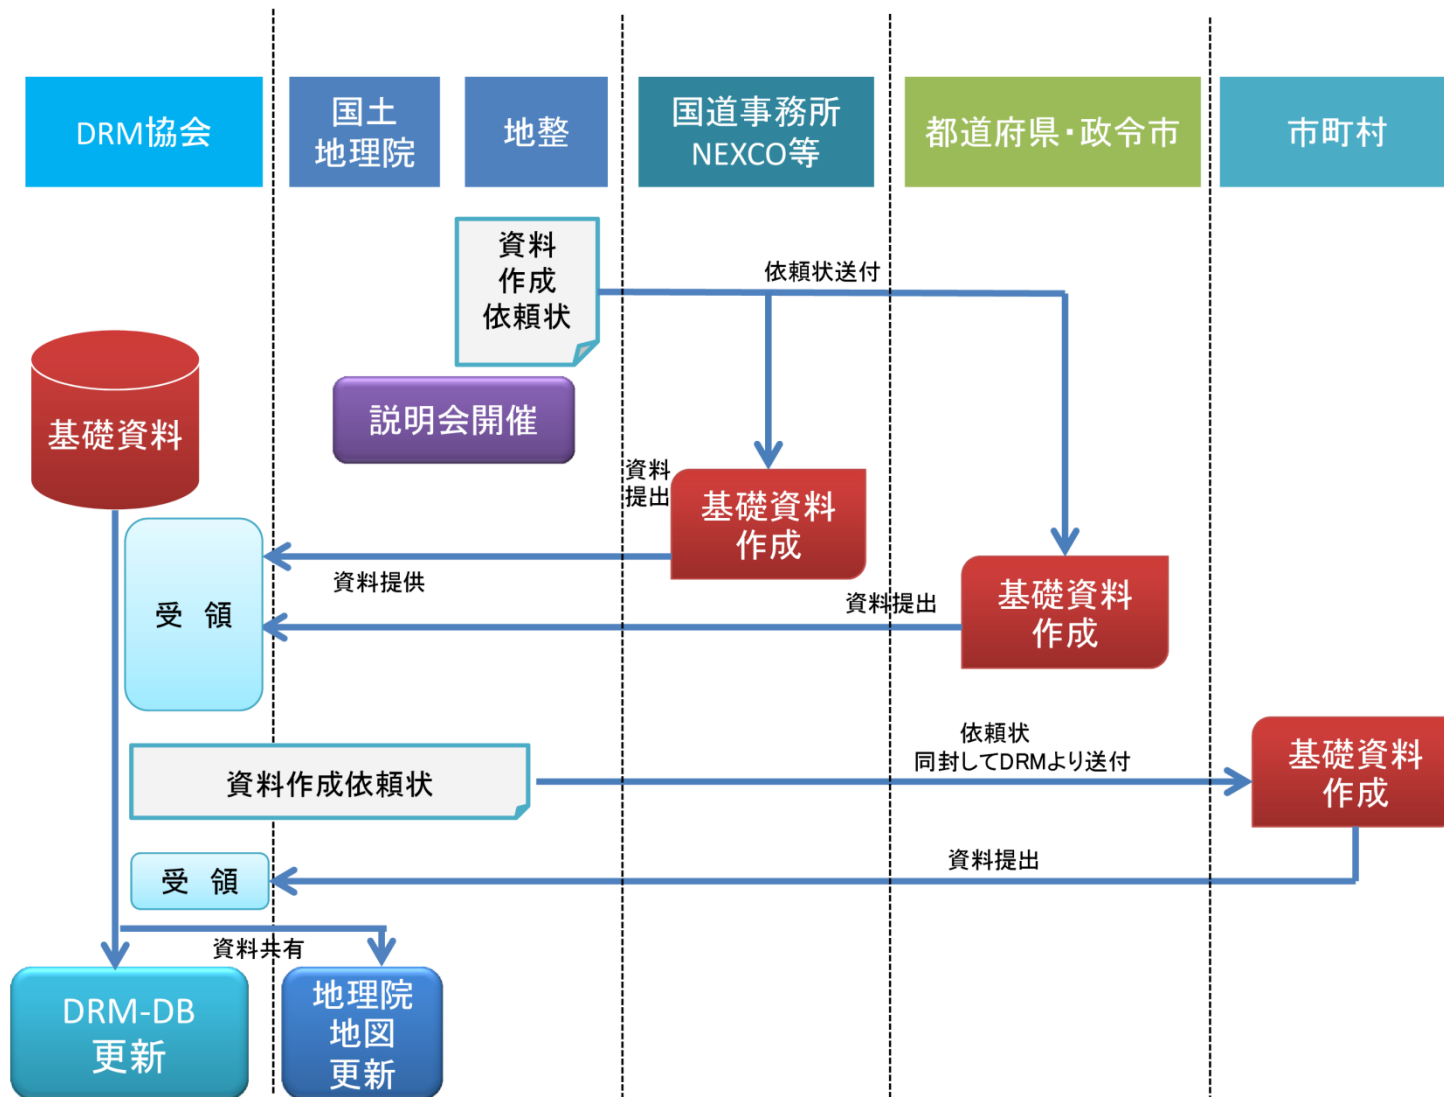 DRM協会
国土
地理院
地整
国道事務所
NEXCO等
都道府県・政令市
市町村
資料
作成
依頼状
依頼状送付
基礎資料
説明会開催
資料
提出
基礎資料
作成
資料提供
受 領
資料提出
基礎資料
作成
資料作成依頼状
依頼状
同封してDRMより送付
基礎資料
作成
受 領
資料提出
資料共有
DRM-DB
更新
地理院
地図
更新